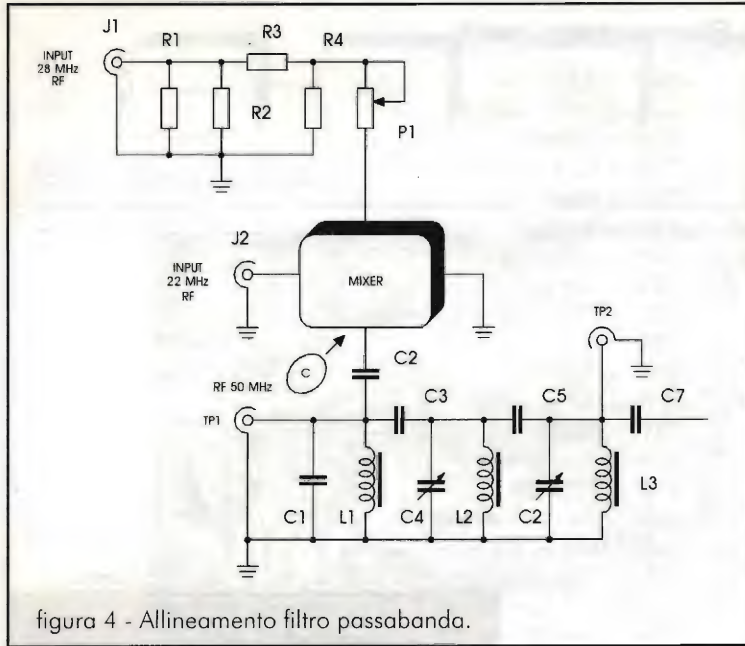 J1
R1
R3
R4
INPUT
28 MHz
RF
R2
P1
J2
INPUT
22 MHz
RF
MIXER
TP2
C
C2
RF 50 MHz
C3
C5
C7
TP1
C1
L1
C4
L2
C2
L3
figura 4 - Allineamento filtro passabanda.